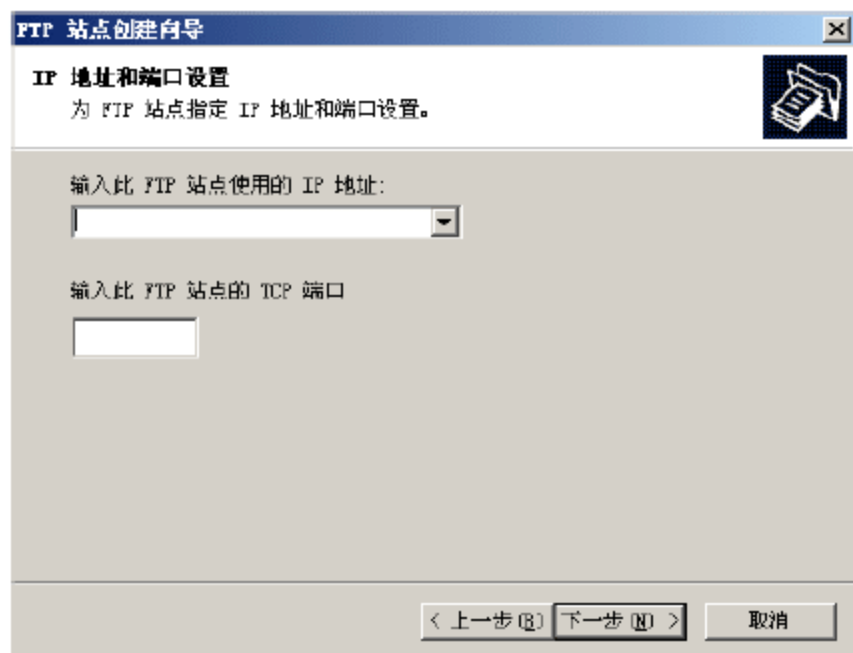 FTP 站点创建向导
IP 地址和端口设置
为 FTP 站点指定 IP 地址和端口设置。
输入此 FTP 站点使用的 IP 地址:
输入此 FTP 站点的 TCP 端口
< 上一步(B) 下一步(N) > 取消